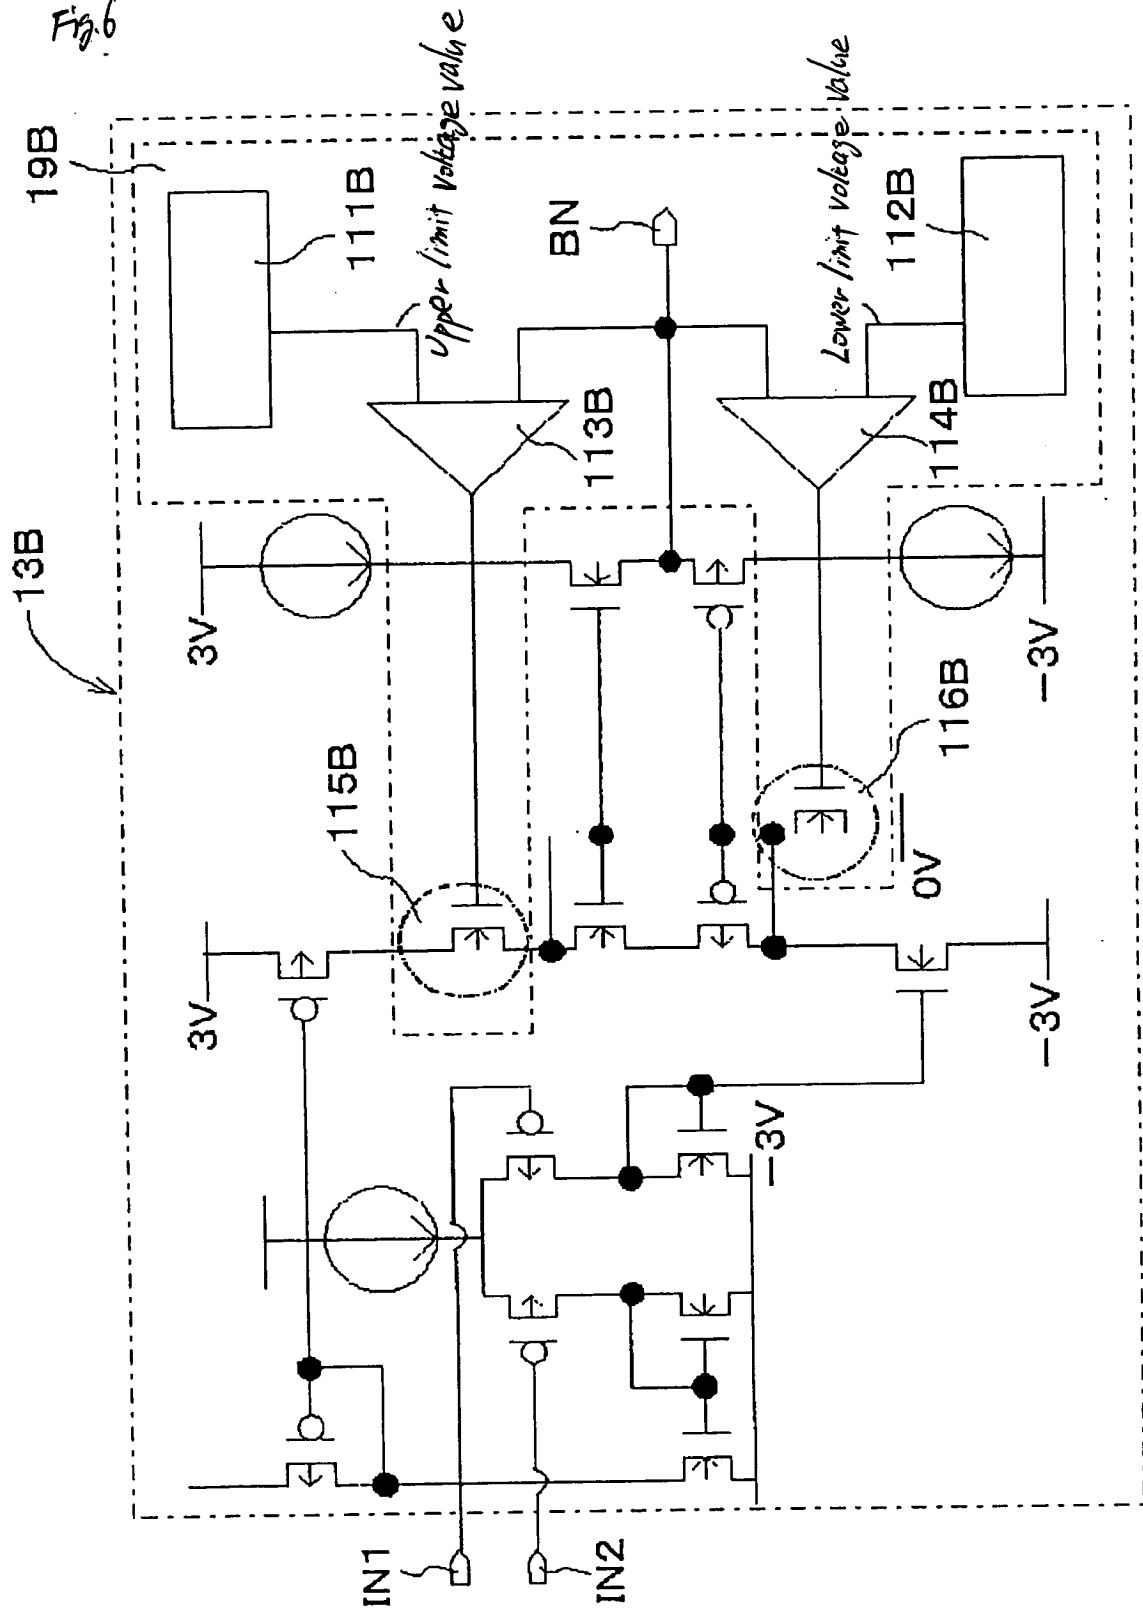 Fig.6
13B
19B
3V
3V
111B
Upper limit voltage value
115B
113B
BN
IN1
IN2
-3V
0V
116B
114B
Lower limit voltage value
112B
-3V
-3V